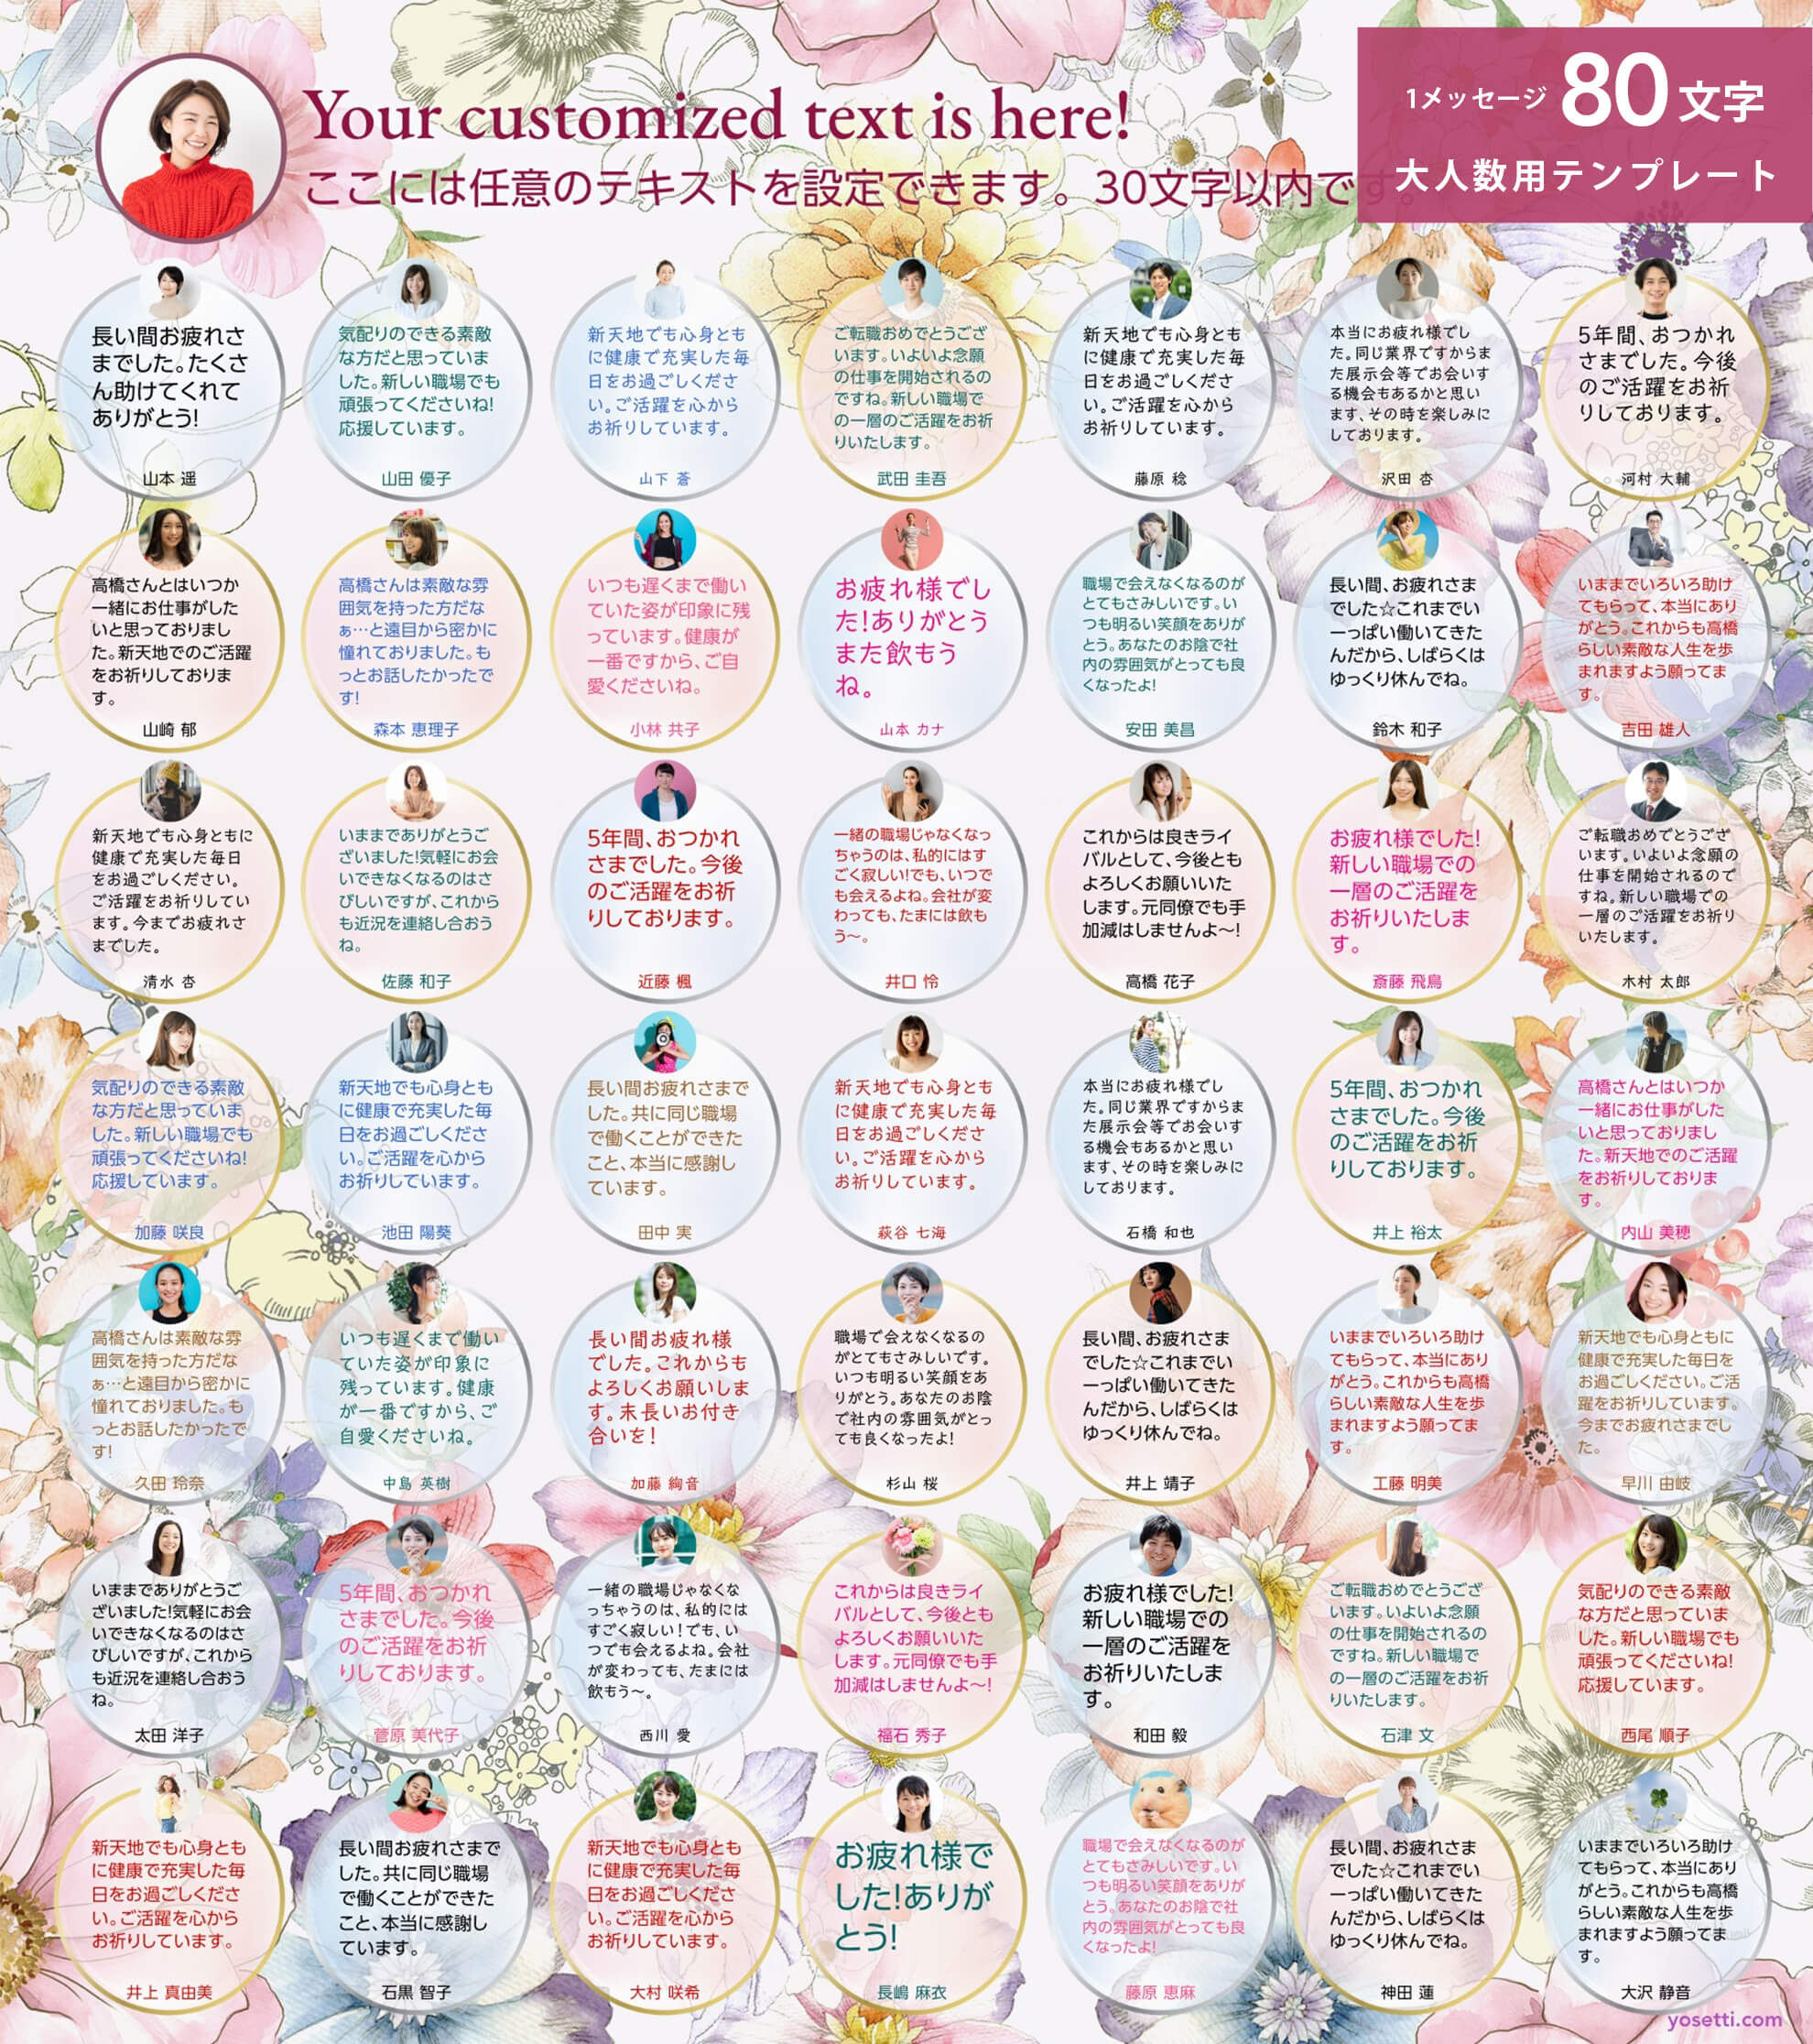 Your customized text is here!
ここには任意のテキストを設定できます。30文字以内です。
1メッセージ 80文字
大人数用テンプレート
長い間お疲れさ
までした。たくさ
ん助けてくれて
ありがとう!
山本 遥
気配りのできる素敵
な方だと思っていま
した。新しい職場でも
頑張ってくださいね!
応援しています。
山田 優子
新天地でも心身とも
に健康で充実した毎
日をお過ごしくださ
い。ご活躍を心から
お祈りしています。
山下 蒼
ご転職おめでとうござ
います。いよいよ念願
の仕事を開始されるの
ですね。新しい職場で
の一層のご活躍をお祈
りいたします。
武田 圭吾
新天地でも心身とも
に健康で充実した毎
日をお過ごしくださ
い。ご活躍を心から
お祈りしています。
藤原 稔
本当にお疲れ様でし
た。同じ業界ですからま
た展示会等でお会いす
る機会もあるかと思い
ます、その時を楽しみに
しております。
沢田 杏
5年間、おつかれ
さまでした。今後
のご活躍をお祈
りしております。
河村 大輔
高橋さんとはいつか
一緒にお仕事がした
いと思っておりまし
た。新天地でのご活躍
をお祈りしておりま
す。
山崎 郁
高橋さんは素敵な雰
囲気を持った方だな
ぁ…と遠目から密かに
憧れておりました。も
っとお話したかったで
す!
森本 恵理子
いつも遅くまで働い
ていた姿が印象に残
っています。健康が
一番ですから、ご自
愛くださいね。
小林 共子
お疲れ様でし
た!ありがとう
また飲もう
ね。
山本 カナ
職場で会えなくなるのが
とてもさみしいです。い
つも明るい笑顔をありが
とう。あなたのお陰で社
内の雰囲気がとっても良
くなったよ!
安田 美昌
長い間、お疲れさま
でした☆これまでい
ーっぱい働いてきた
んだから、しばらくは
ゆっくり休んでね。
鈴木 和子
いままでいろいろ助け
てもらって、本当にあり
がとう。これからも高橋
らしい素敵な人生を歩
まれますよう願ってま
す。
吉田 雄人
新天地でも心身ともに
健康で充実した毎日
をお過ごしください。
ご活躍をお祈りしてい
ます。今までお疲れさ
までした。
清水 杏
いままでありがとうご
ざいました!気軽にお会
いできなくなるのはさ
びしいですが、これから
も近況を連絡し合おう
ね。
佐藤 和子
5年間、おつかれ
さまでした。今後
のご活躍をお祈
りしております。
近藤 楓
一緒の職場じゃなくなっ
ちゃうのは、私的にはす
ごく寂しい!でも、いつで
も会えるよね。会社が変
わっても、たまには飲も
う〜。
井口 怜
これからは良きライ
バルとして、今後とも
よろしくお願いいた
します。元同僚でも手
加減はしませんよ〜!
高橋 花子
お疲れ様でした!
新しい職場での
一層のご活躍を
お祈りいたしま
す。
斎藤 飛鳥
ご転職おめでとうござ
います。いよいよ念願の
仕事を開始されるので
すね。新しい職場での
一層のご活躍をお祈り
いたします。
木村 太郎
気配りのできる素敵
な方だと思っていま
した。新しい職場でも
頑張ってくださいね!
応援しています。
加藤 咲良
新天地でも心身とも
に健康で充実した毎
日をお過ごしくださ
い。ご活躍を心から
お祈りしています。
池田 陽葵
長い間お疲れさまで
した。共に同じ職場
で働くことができた
こと、本当に感謝し
ています。
田中 実
新天地でも心身とも
に健康で充実した毎
日をお過ごしくださ
い。ご活躍を心から
お祈りしています。
萩谷 七海
本当にお疲れ様でし
た。同じ業界ですからま
た展示会等でお会いす
る機会もあるかと思い
ます、その時を楽しみに
しております。
石橋 和也
5年間、おつかれ
さまでした。今後
のご活躍をお祈
りしております。
井上 裕太
高橋さんとはいつか
一緒にお仕事がした
いと思っておりまし
た。新天地でのご活躍
をお祈りしておりま
す。
内山 美穂
高橋さんは素敵な雰
囲気を持った方だな
ぁ…と遠目から密かに
憧れておりました。も
っとお話したかったで
す!
久田 玲奈
いつも遅くまで働い
ていた姿が印象に
残っています。健康
が一番ですから、ご
自愛くださいね。
中島 英樹
長い間お疲れ様
でした。これからも
よろしくお願いしま
す。末長いお付き
合いを!
加藤 絢音
職場で会えなくなるの
がとてもさみしいです。
いつも明るい笑顔をあ
りがとう。あなたのお陰
で社内の雰囲気がとっ
ても良くなったよ!
杉山 桜
長い間、お疲れさま
でした☆これまでい
ーっぱい働いてきた
んだから、しばらくは
ゆっくり休んでね。
井上 靖子
いままでいろいろ助け
てもらって、本当にあり
がとう。これからも高橋
らしい素敵な人生を歩
まれますよう願ってま
す。
工藤 明美
新天地でも心身ともに
健康で充実した毎日を
お過ごしください。ご活
躍をお祈りしています。
今までお疲れさまでし
た。
早川 由岐
いままでありがとうご
ざいました!気軽にお会
いできなくなるのはさ
びしいですが、これから
も近況を連絡し合おう
ね。
太田 洋子
5年間、おつかれ
さまでした。今後
のご活躍をお祈
りしております。
菅原 美代子
一緒の職場じゃなくな
っちゃうのは、私的には
すごく寂しい!でも、い
つでも会えるよね。会社
が変わっても、たまには
飲もう〜。
西川 愛
これからは良きライ
バルとして、今後とも
よろしくお願いいた
します。元同僚でも手
加減はしませんよ〜!
福石 秀子
お疲れ様でした!
新しい職場での
一層のご活躍を
お祈りいたしま
す。
和田 毅
ご転職おめでとうござ
います。いよいよ念願
の仕事を開始されるの
ですね。新しい職場で
の一層のご活躍をお祈
りいたします。
石津 文
気配りのできる素敵
な方だと思っていま
した。新しい職場でも
頑張ってくださいね!
応援しています。
西尾 順子
新天地でも心身とも
に健康で充実した毎
日をお過ごしくださ
い。ご活躍を心から
お祈りしています。
井上 真由美
長い間お疲れさまで
した。共に同じ職場
で働くことができた
こと、本当に感謝し
ています。
石黒 智子
新天地でも心身とも
に健康で充実した毎
日をお過ごしくださ
い。ご活躍を心から
お祈りしています。
大村 咲希
お疲れ様で
した!ありが
とう!
長嶋 麻衣
職場で会えなくなるのが
とてもさみしいです。い
つも明るい笑顔をありが
とう。あなたのお陰で社
内の雰囲気がとっても良
くなったよ!
藤原 恵麻
長い間、お疲れさま
でした☆これまでい
ーっぱい働いてきた
んだから、しばらくは
ゆっくり休んでね。
神田 蓮
いままでいろいろ助け
てもらって、本当にあり
がとう。これからも高橋
らしい素敵な人生を歩
まれますよう願ってま
す。
大沢 静音
yosetti.com